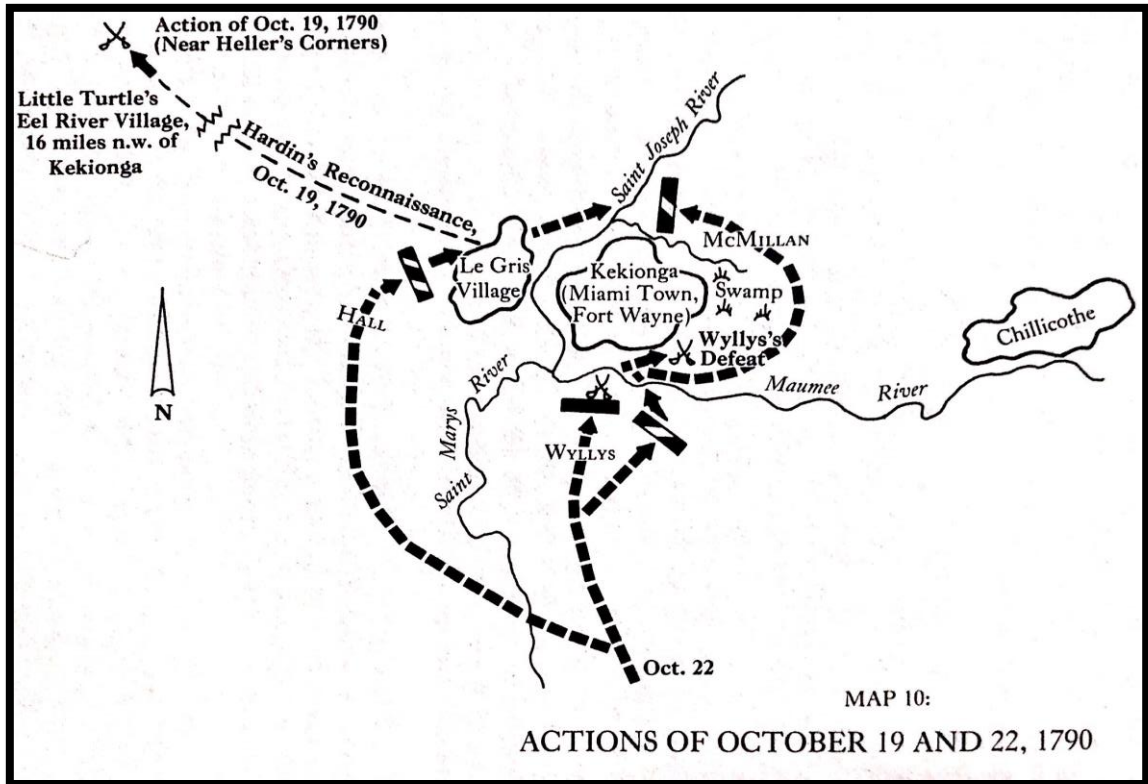 Action of Oct. 19, 1790
(Near Heller's Corners)
Little Turtle's
Eel River Village,
16 miles n.w. of
Kekionga
Hardin's Reconnaissance,
Oct. 19, 1790
Saint Joseph River
McMillan
Le Gris
Village
Kekionga
(Miami Town,
Fort Wayne)
Swamp
Chillicothe
Hall
Wyllys's
Defeat
N
Saint Marys River
Maumee River
Wyllys
Oct. 22
MAP 10:
ACTIONS OF OCTOBER 19 AND 22, 1790